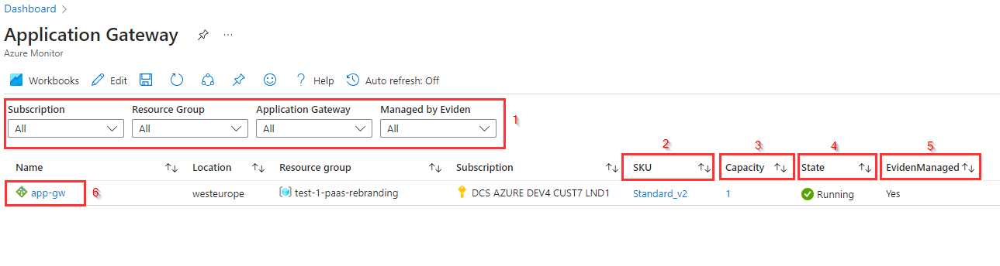 Dashboard >
Application Gateway ...
Azure Monitor
Workbooks Edit ? Help Auto refresh: Off
Subscription Resource Group Application Gateway Managed by Eviden
All All All All 1
2 3 4 5
Name ↑↓ Location ↑↓ Resource group ↑↓ Subscription ↑↓ SKU ↑↓ Capacity ↑↓ State ↑↓ EvidenManaged↑↓
app-gw 6 westeurope test-1-paas-rebranding DCS AZURE DEV4 CUST7 LND1 Standard_v2 1 Running Yes